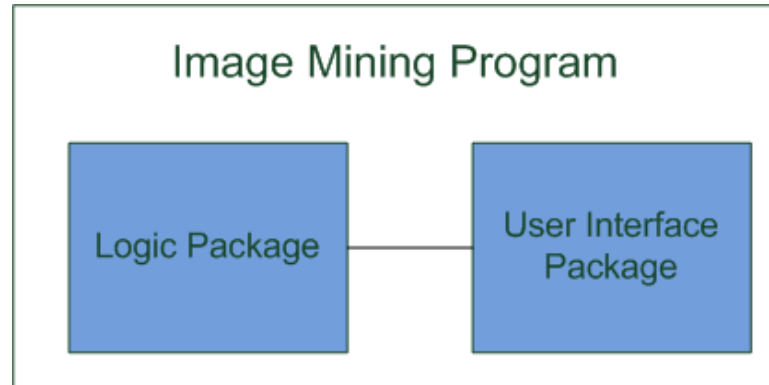 Image Mining Program
Logic Package
User Interface
Package